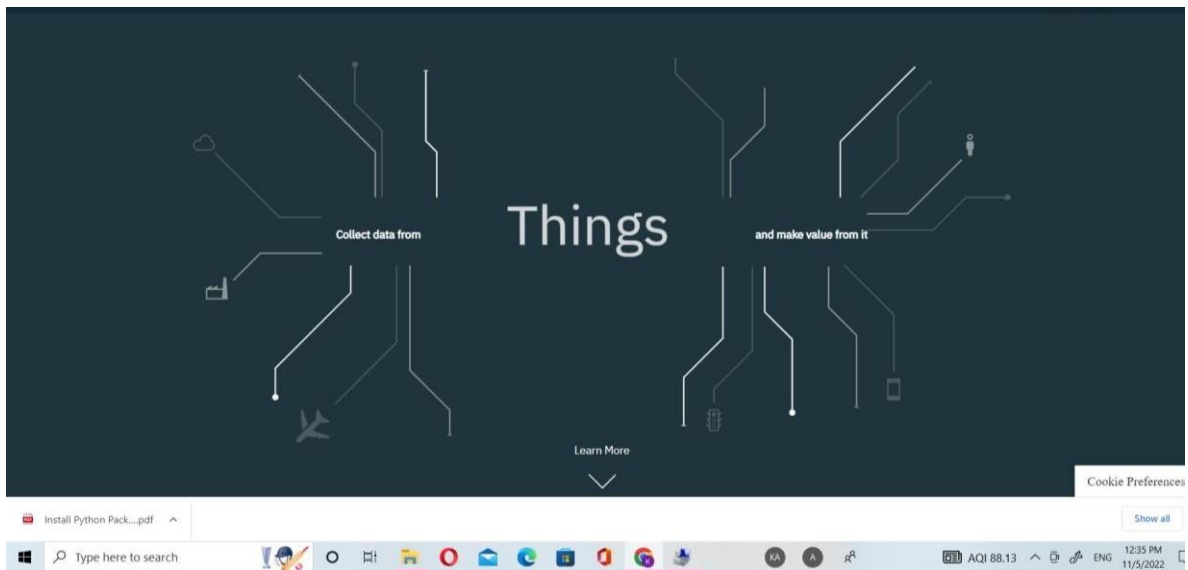 Collect data from
Things
and make value from it
Learn More
Cookie Preferences
Install Python Pack....pdf
Show all
Type here to search
KA
A
AQI 88.13
ENG
12:35 PM
11/5/2022